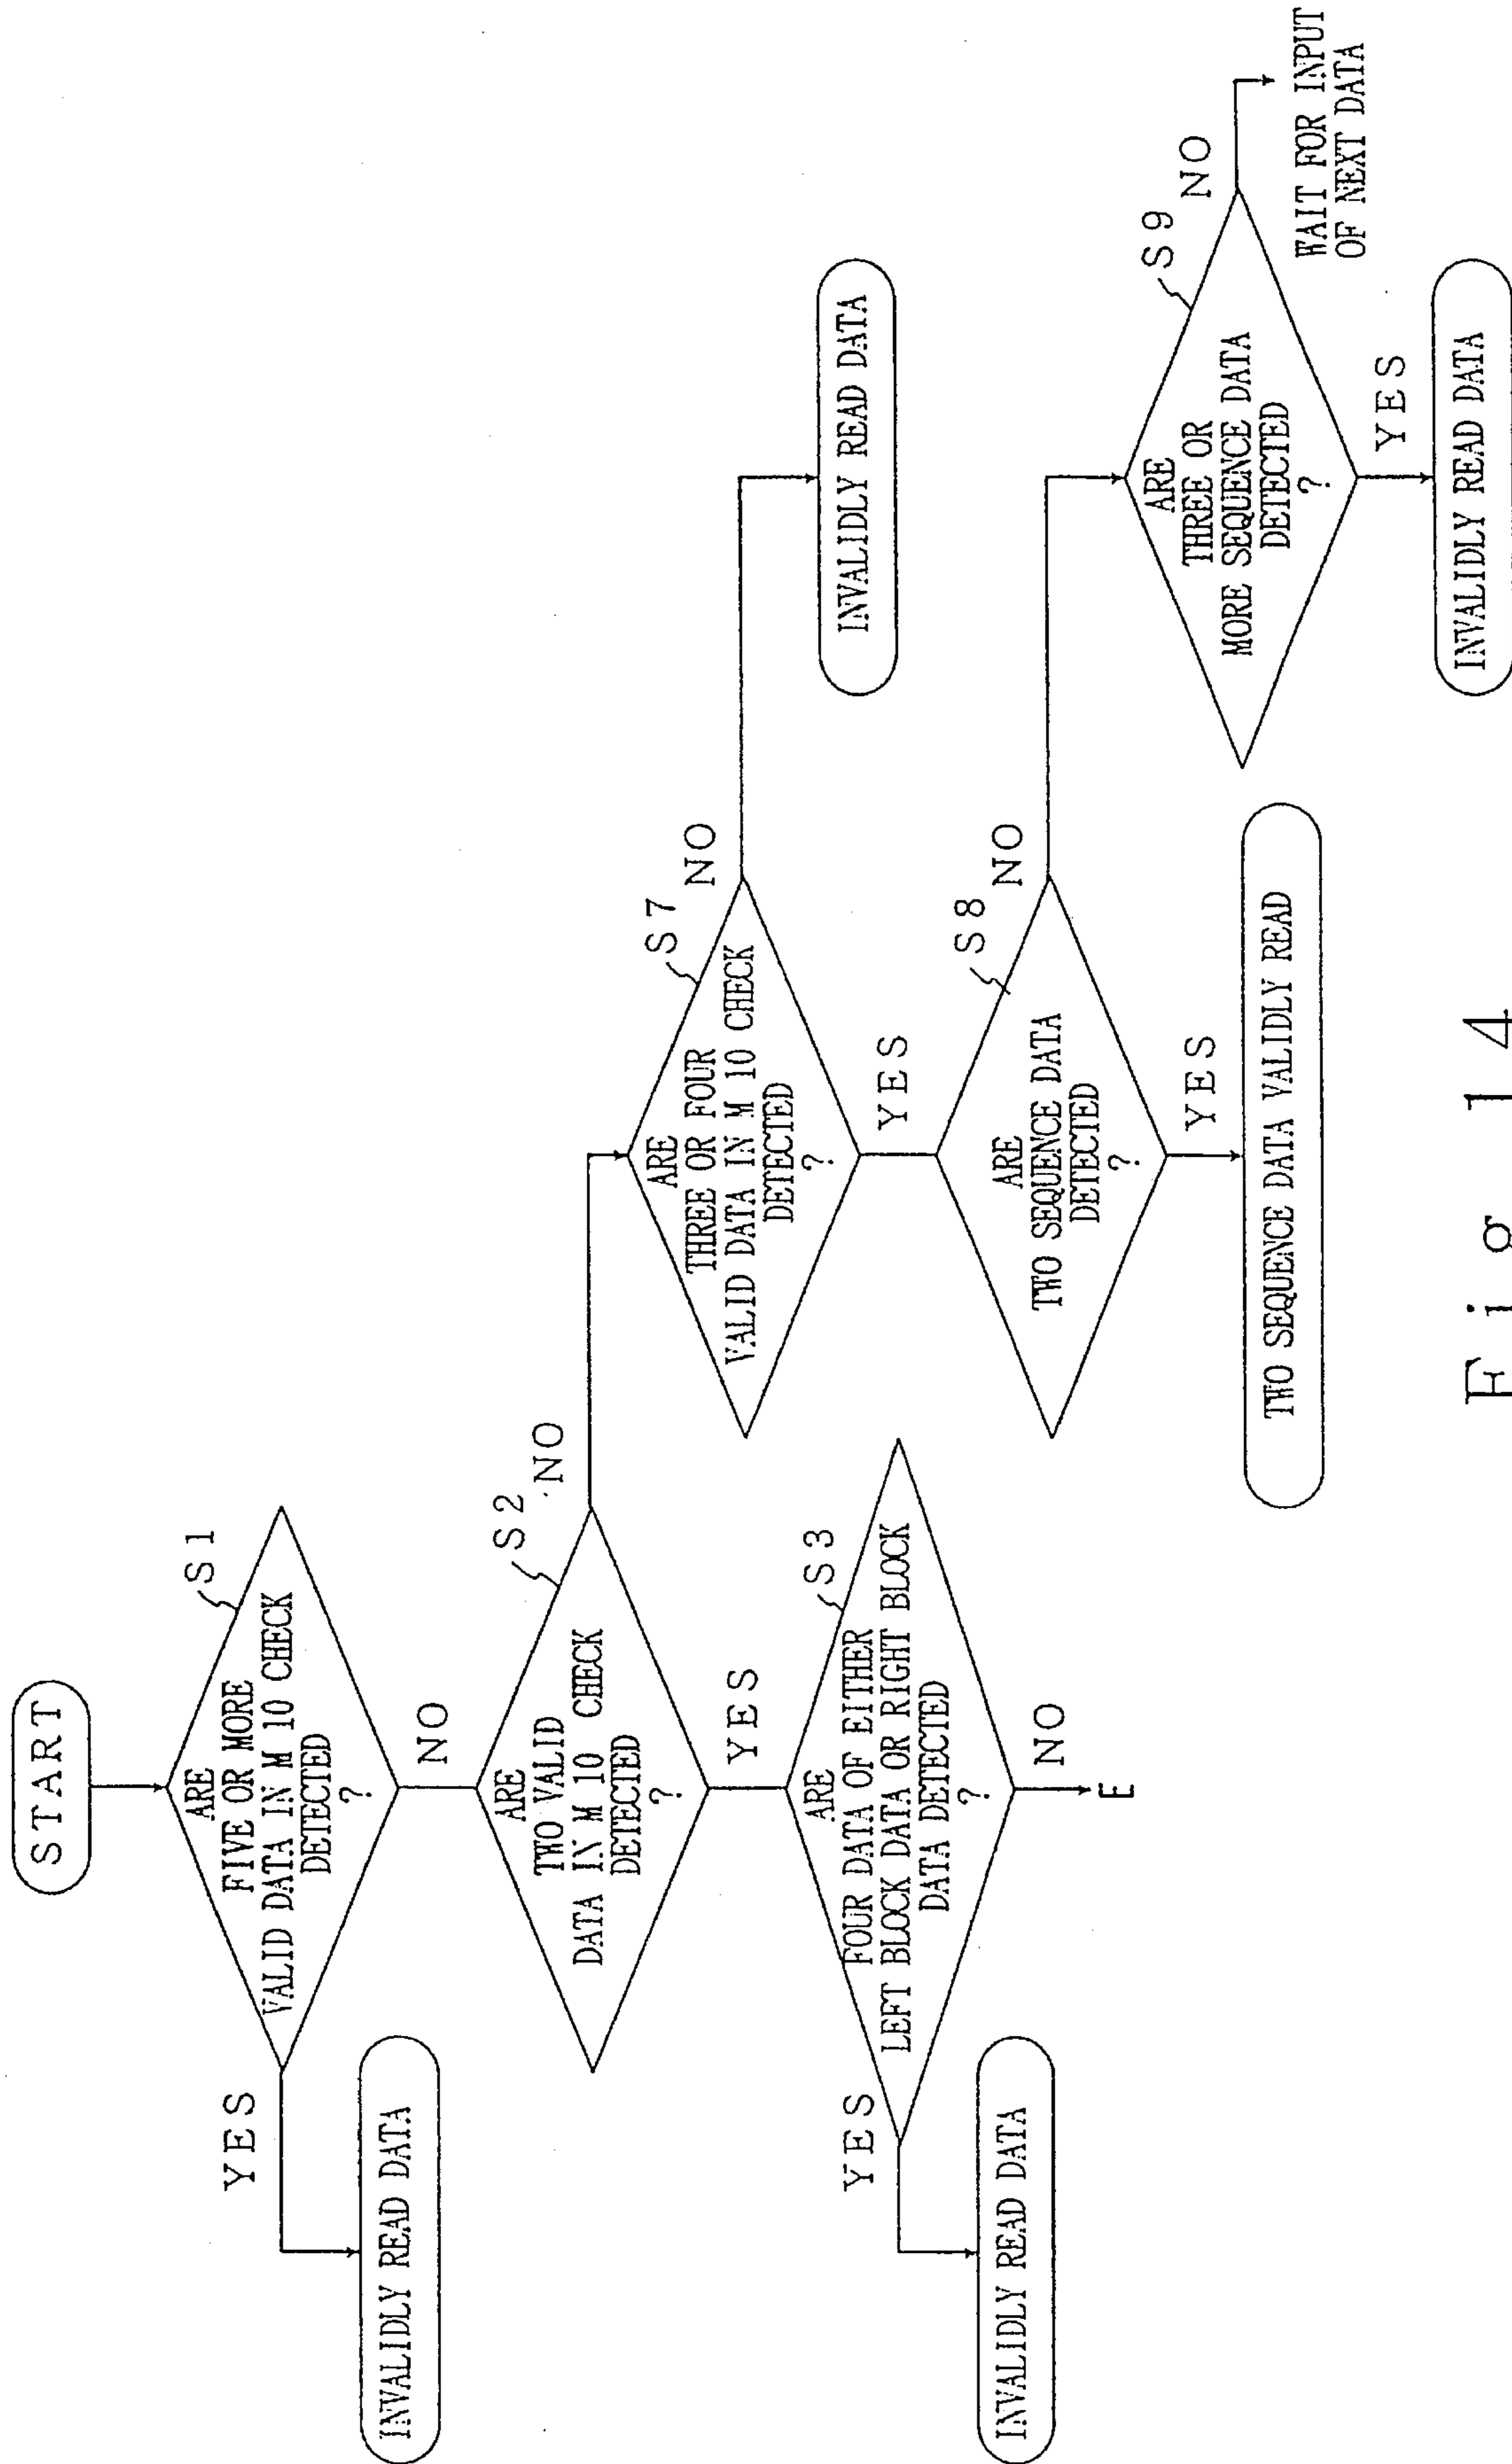 START
S1
ARE
FIVE OR MORE
VALID DATA IN M 10 CHECK
DETECTED
?
YES
INVALIDLY READ DATA
NO
S2
ARE
TWO VALID
DATA IN M 10 CHECK
DETECTED
?
NO
YES
S3
ARE
FOUR DATA OF EITHER
LEFT BLOCK DATA OR RIGHT BLOCK
DATA DETECTED
?
YES
INVALIDLY READ DATA
NO
E
S7
ARE
THREE OR FOUR
VALID DATA IN M 10 CHECK
DETECTED
?
NO
INVALIDLY READ DATA
YES
S8
ARE
TWO SEQUENCE DATA
DETECTED
?
NO
YES
TWO SEQUENCE DATA VALIDLY READ
S9
ARE
THREE OR
MORE SEQUENCE DATA
DETECTED
?
NO
WAIT FOR INPUT
OF NEXT DATA
YES
INVALIDLY READ DATA
Fig 14